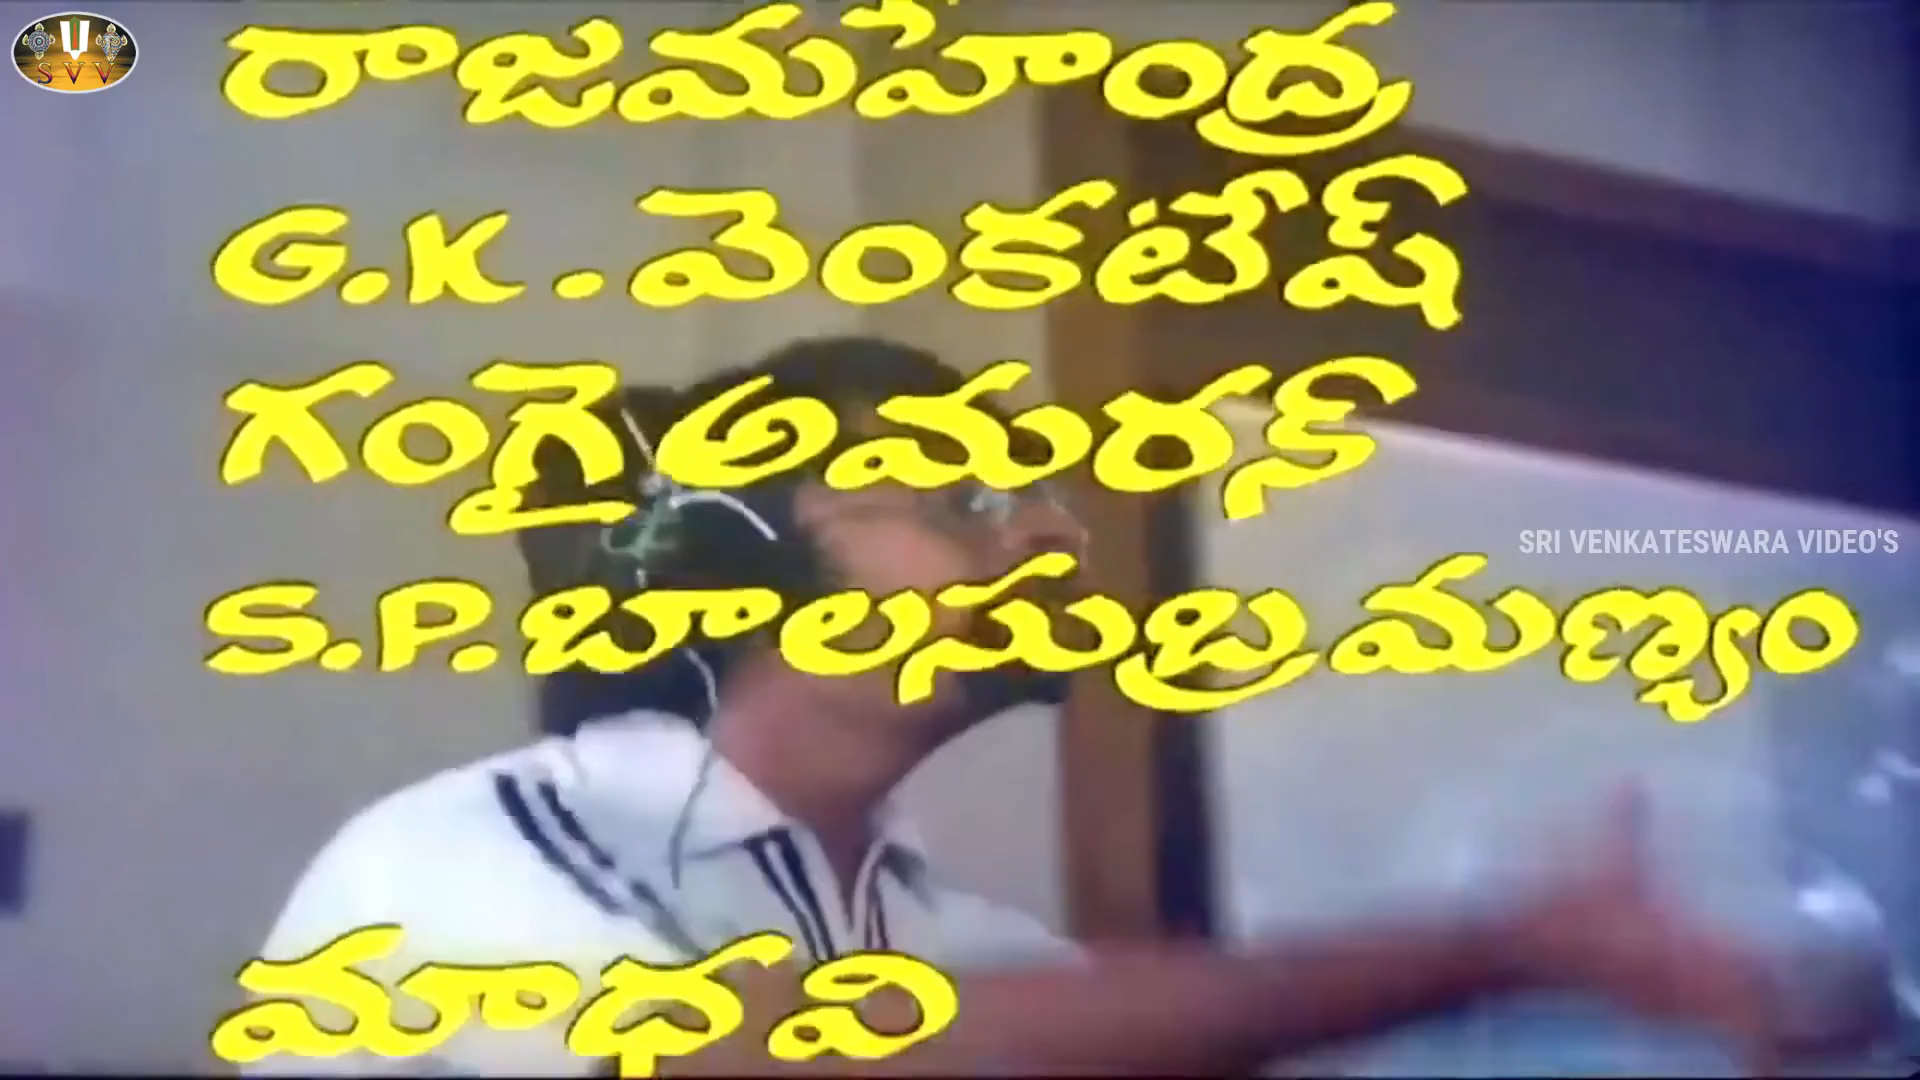 SVV
రాజమహేంద్ర
G.K. వెంకటేష్
గంగైఅమరన్
SRI VENKATESWARA VIDEO'S
S.P. బాలసుబ్రమణ్యం
మాధవి